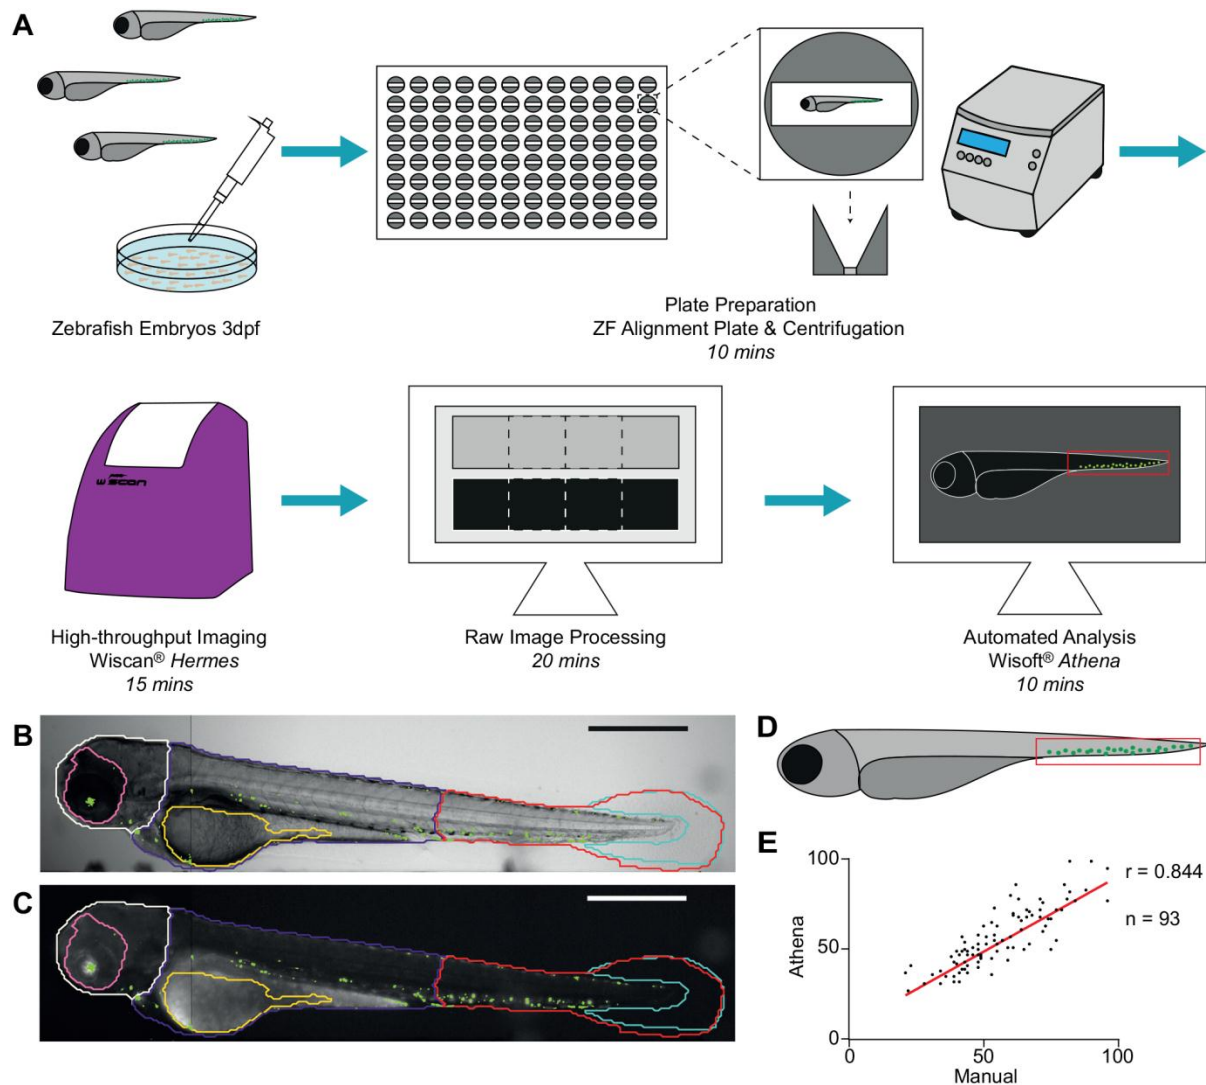 A
Zebrafish Embryos 3dpf
Plate Preparation
ZF Alignment Plate & Centrifugation
10 mins
W scan
High-throughput Imaging
Wiscan® Hermes
15 mins
Raw Image Processing
20 mins
Automated Analysis
Wisoft® Athena
10 mins
B
C
D
E
100
50
0
Athena
0
50
100
Manual
r = 0.844
n = 93